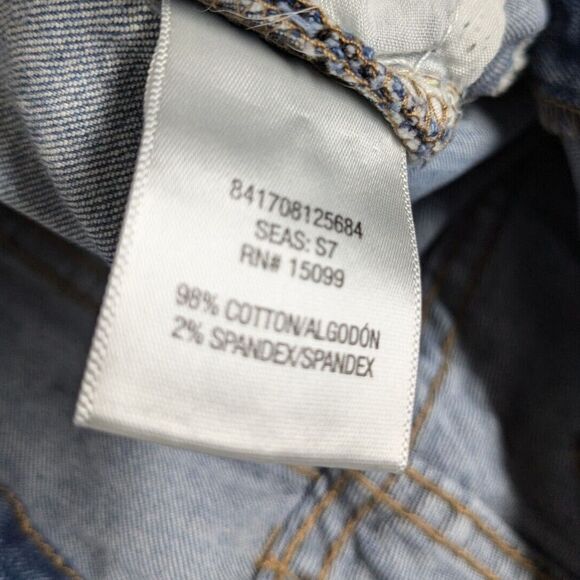 841708125684
SEAS: S7
RN# 15099
98% COTTON/ALGODÓN
2% SPANDEX/SPANDEX